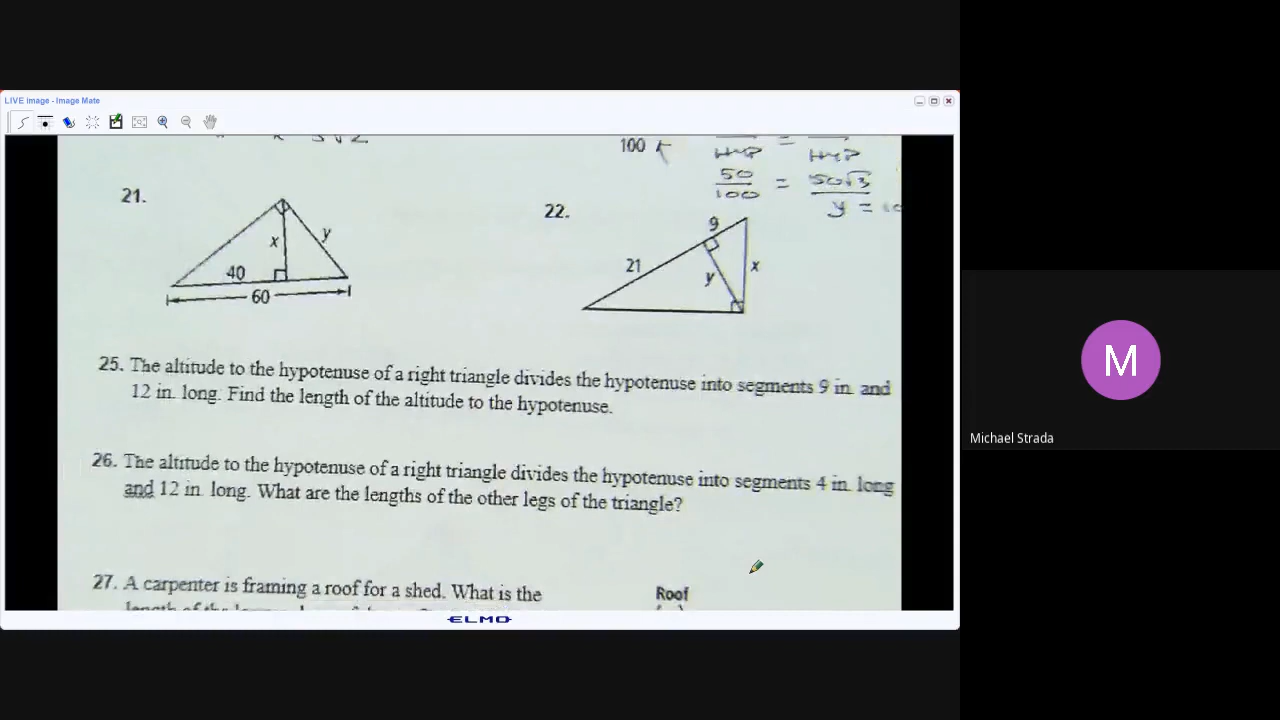 LIVE image - Image Mate
100
HYP = HYP
50/100 = 50√3/y
21.
22.
x
y
40
60
9
21
y
x
25. The altitude to the hypotenuse of a right triangle divides the hypotenuse into segments 9 in. and
12 in. long. Find the length of the altitude to the hypotenuse.
26. The altitude to the hypotenuse of a right triangle divides the hypotenuse into segments 4 in. long
and 12 in. long. What are the lengths of the other legs of the triangle?
27. A carpenter is framing a roof for a shed. What is the
Roof
ELMO
M
Michael Strada